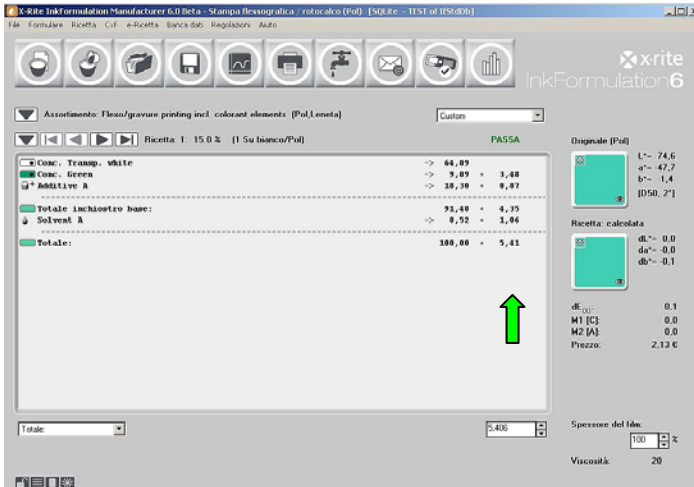 X-Rite InkFormulation Manufacturer 6.0 Beta - Stampa flessografica / rotocalco (Pol) [SQLite - TEST of IfStdDb]
File Formulare Ricetta CxF e-Ricetta Banca dati Regolazioni Aiuto
x-rite
InkFormulation6
Assortimento: Flexo/gravure printing incl. colorant elements (Pol,Leneta)
Custom
Ricetta: 1: 15.0 % (1 Su bianco/Pol)
PASSA
Conc. Transp. white -> 64,09
Conc. Green -> 9,09 + 3,48
Additive A -> 18,30 + 0,87
Totale inchiostro base: 91,48 + 4,35
Solvent A -> 8,52 + 1,06
Totale: 100,00 + 5,41
Originale (Pol)
L*= 74,6
a*= -47,7
b*= -1,4
[D50, 2°]
Ricetta: calcolata
dL*= 0,0
da*= -0,0
db*= -0,1
dE00: 0,1
M1 [C]: 0,0
M2 [A]: 0,0
Prezzo: 2,13 €
Totale:
5,406
Spessore del film:
100 %
Viscosità: 20